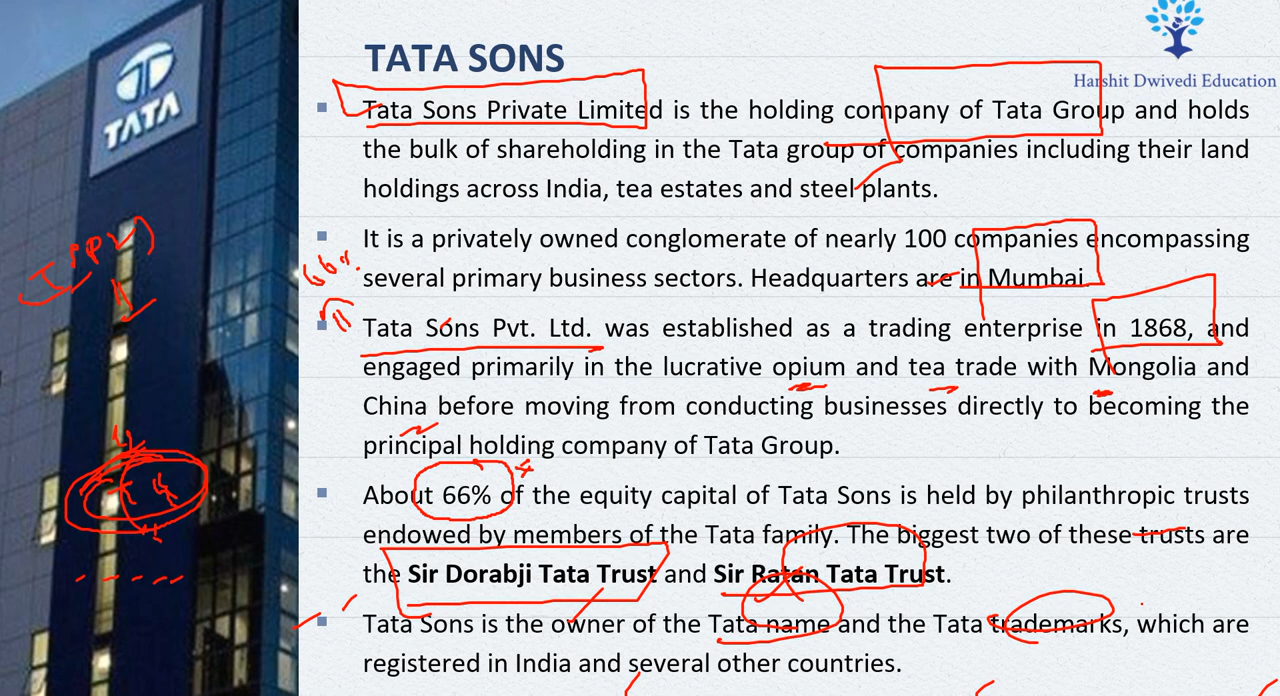 TATA
TATA SONS
Harshit Dwivedi Education
Tata Sons Private Limited is the holding company of Tata Group and holds
the bulk of shareholding in the Tata group of companies including their land
holdings across India, tea estates and steel plants.
It is a privately owned conglomerate of nearly 100 companies encompassing
several primary business sectors. Headquarters are in Mumbai.
66%
Tata Sons Pvt. Ltd. was established as a trading enterprise in 1868, and
engaged primarily in the lucrative opium and tea trade with Mongolia and
China before moving from conducting businesses directly to becoming the
principal holding company of Tata Group.
About 66% of the equity capital of Tata Sons is held by philanthropic trusts
endowed by members of the Tata family. The biggest two of these trusts are
the Sir Dorabji Tata Trust and Sir Ratan Tata Trust.
Tata Sons is the owner of the Tata name and the Tata trademarks, which are
registered in India and several other countries.